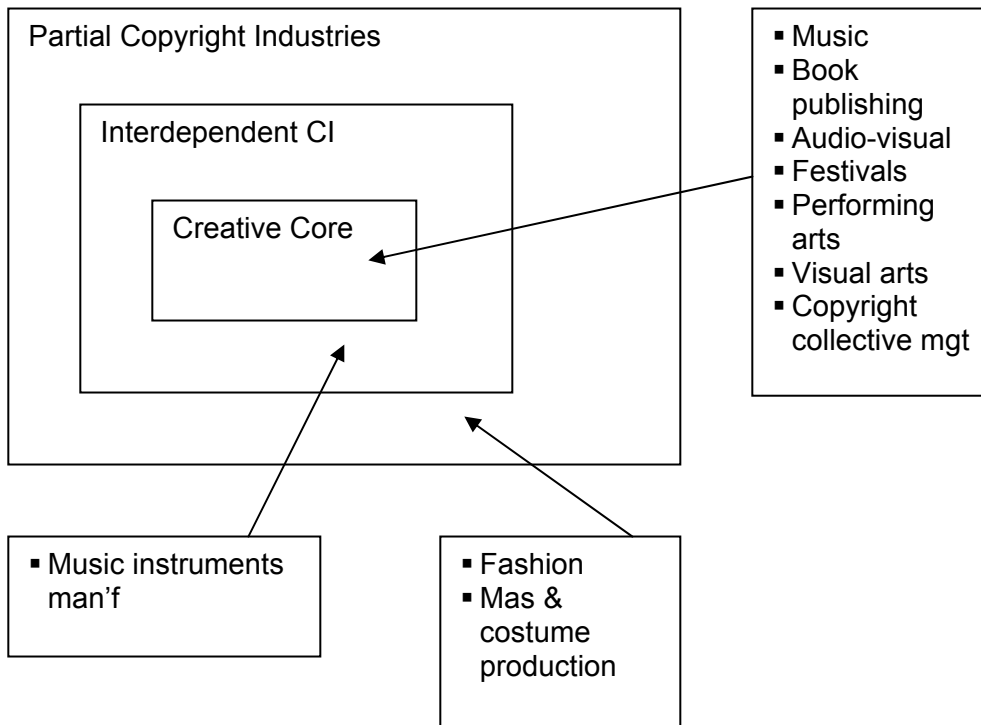 Partial Copyright Industries
Interdependent CI
Creative Core
▪ Music
▪ Book
publishing
▪ Audio-visual
▪ Festivals
▪ Performing
arts
▪ Visual arts
▪ Copyright
collective mgt
▪ Music instruments
man’f
▪ Fashion
▪ Mas &
costume
production